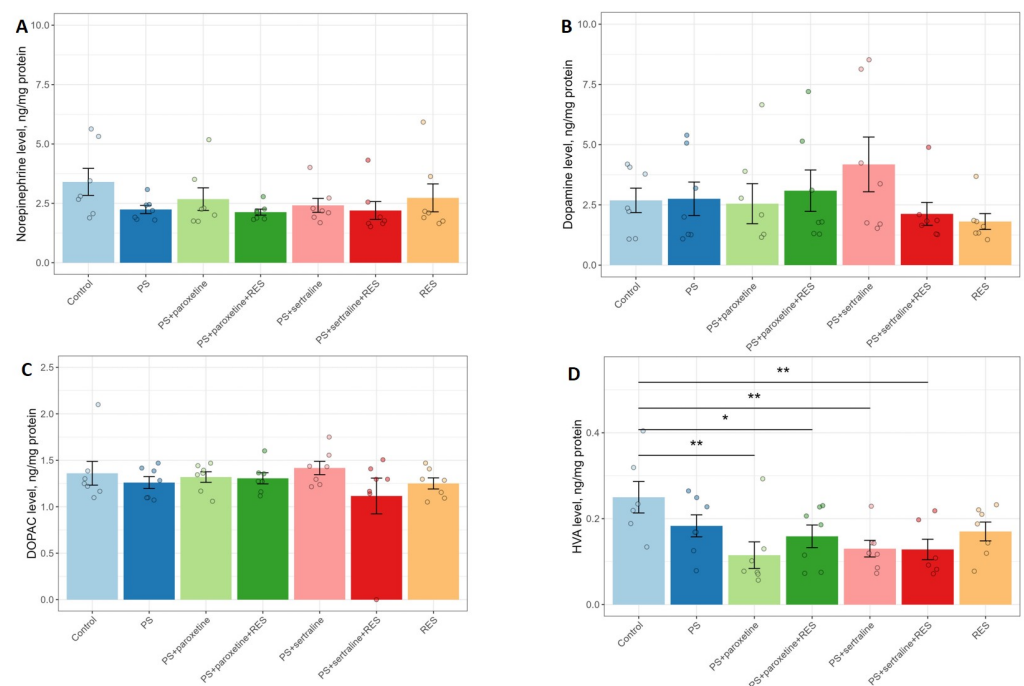 A
Norepinephrine level, ng/mg protein
10.0
7.5
5.0
2.5
0.0
Control
PS
PS+paroxetine
PS+paroxetine+RES
PS+sertraline
PS+sertraline+RES
RES
B
Dopamine level, ng/mg protein
10.0
7.5
5.0
2.5
0.0
Control
PS
PS+paroxetine
PS+paroxetine+RES
PS+sertraline
PS+sertraline+RES
RES
C
DOPAC level, ng/mg protein
2.5
2.0
1.5
1.0
0.5
0.0
Control
PS
PS+paroxetine
PS+paroxetine+RES
PS+sertraline
PS+sertraline+RES
RES
D
HVA level, ng/mg protein
0.4
0.2
0.0
**
**
*
**
Control
PS
PS+paroxetine
PS+paroxetine+RES
PS+sertraline
PS+sertraline+RES
RES